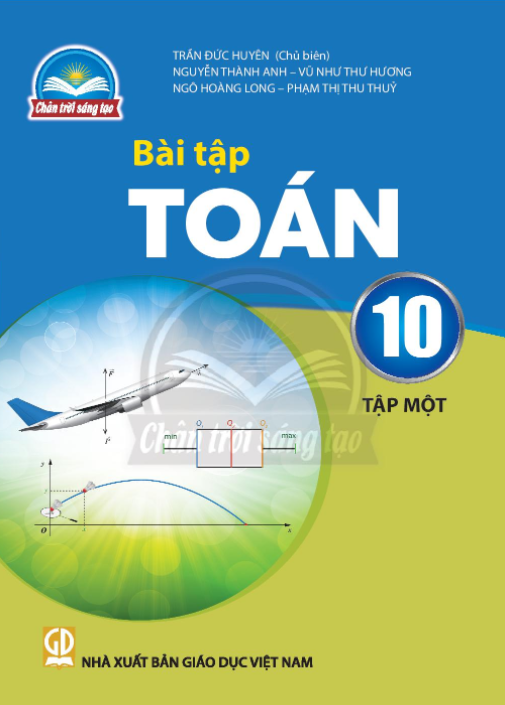 TRẦN ĐỨC HUYÊN (Chủ biên)
NGUYỄN THÀNH ANH – VŨ NHƯ THƯ HƯƠNG
NGÔ HOÀNG LONG – PHẠM THỊ THU THUỶ
Chân trời sáng tạo
Bài tập
TOÁN
10
TẬP MỘT
Chân trời sáng tạo
min
max
y
O
NHÀ XUẤT BẢN GIÁO DỤC VIỆT NAM